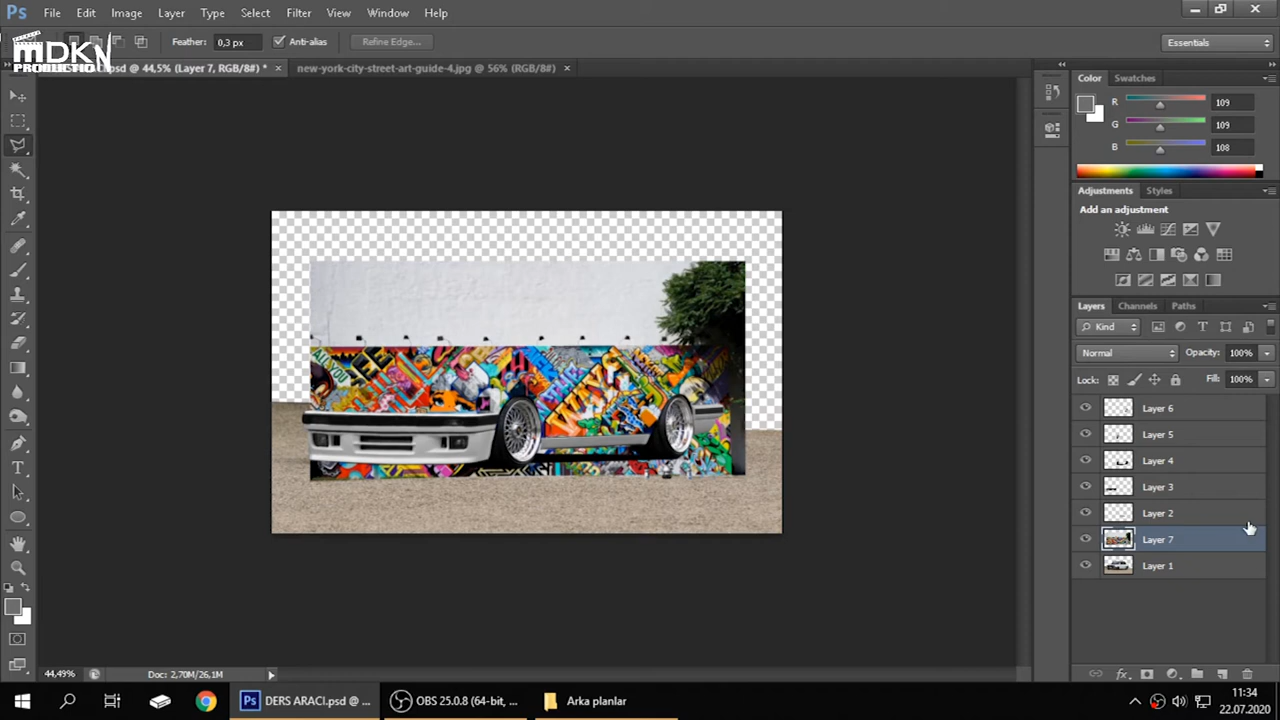 Ps File Edit Image Layer Type Select Filter View Window Help
MDKN
PRODUCTION
Feather: 0,3 px Anti-alias Refine Edge... Essentials
.psd @ 44,5% (Layer 7, RGB/8#) * × new-york-city-street-art-guide-4.jpg @ 56% (RGB/8#) ×
Color Swatches
R 109
G 109
B 108
Adjustments Styles
Add an adjustment
Layers Channels Paths
Kind
Normal Opacity: 100%
Lock: Fill: 100%
Layer 6
Layer 5
Layer 4
Layer 3
Layer 2
Layer 7
Layer 1
44,49% Doc: 2,70M/26,1M
Ps DERS ARACI.psd @ ... OBS 25.0.8 (64-bit, ... Arka planlar
11:34
22.07.2020